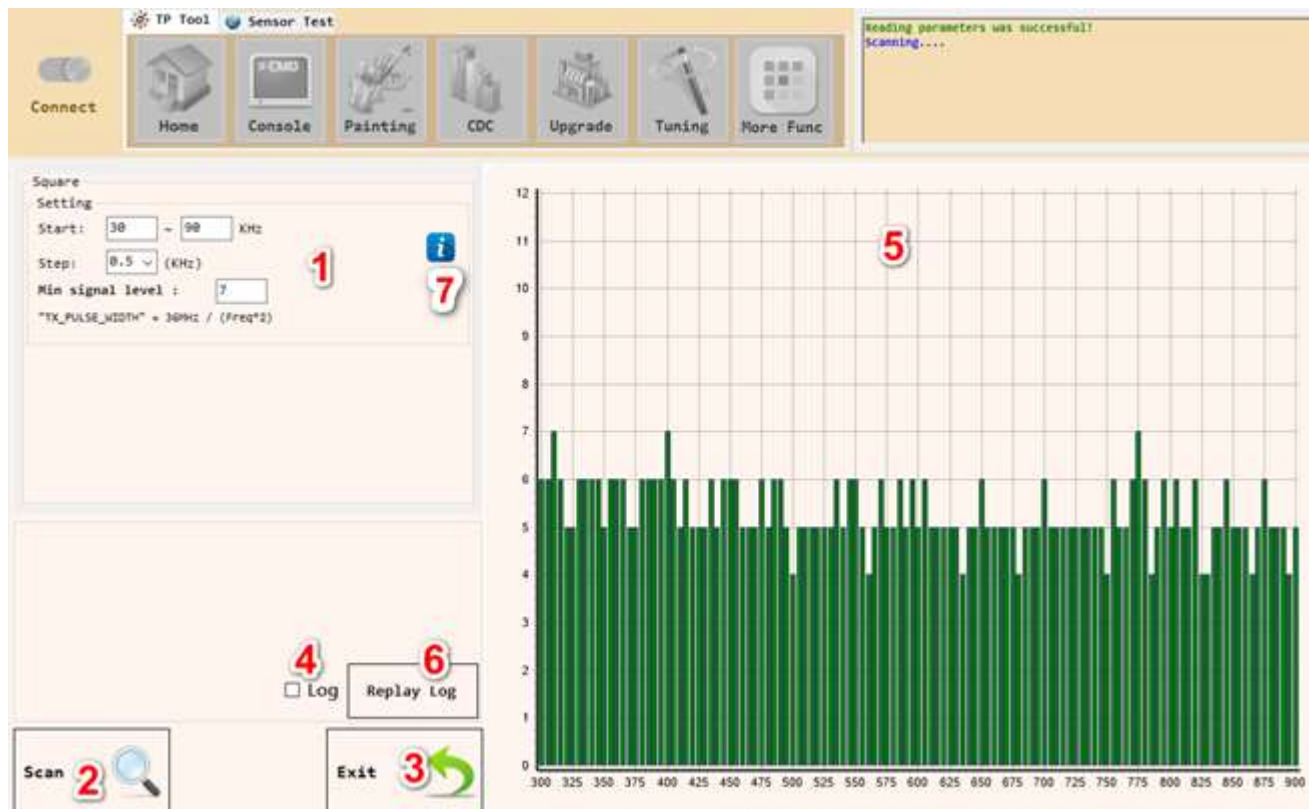 TP Tool Sensor Test
Reading parameters was successful!
Scanning....
Connect
CMD
Home Console Painting CDC Upgrade Tuning More Func
Square
Setting
Start: 30 ~ 90 KHz
Step: 0.5 (KHz)
Min signal level : 7
"TX_PULSE_WIDTH" = 36MHz / (Freq*2)
1
i
7
4
Log
6
Replay Log
Scan
2
Exit
3
5
12
11
10
9
8
7
6
5
4
3
2
1
0
300 325 350 375 400 425 450 475 500 525 550 575 600 625 650 675 700 725 750 775 800 825 850 875 900